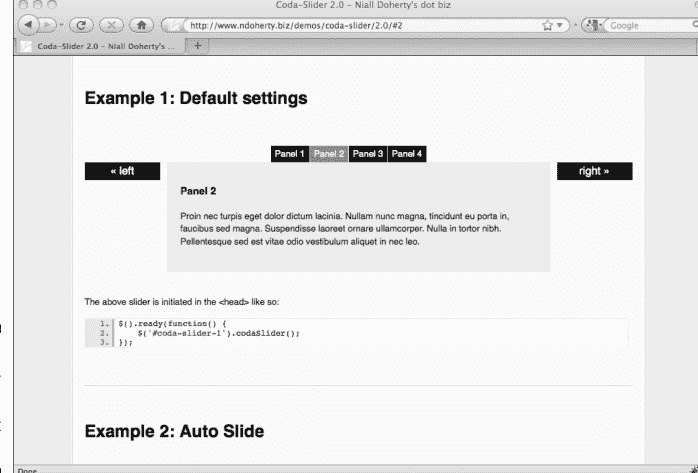 Coda-Slider 2.0 – Niall Doherty's dot biz
http://www.ndoherty.biz/demos/coda-slider/2.0/#2
Google
Coda-Slider 2.0 – Niall Doherty's ...
Example 1: Default settings
Panel 1 Panel 2 Panel 3 Panel 4
« left
right »
Panel 2
Proin nec turpis eget dolor dictum lacinia. Nullam nunc magna, tincidunt eu porta in,
faucibus sed magna. Suspendisse laoreet ornare ullamcorper. Nulla in tortor nibh.
Pellentesque sed est vitae odio vestibulum aliquet in nec leo.
The above slider is initiated in the <head> like so:
1. $().ready(function() {
2. $('#coda-slider-1').codaSlider();
3. });
Example 2: Auto Slide
Done